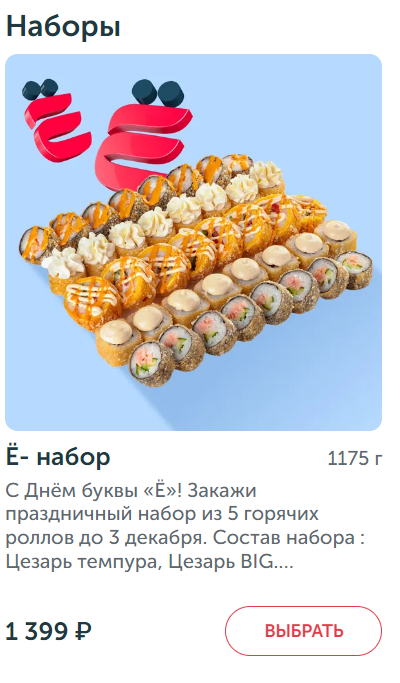 Наборы
Ё Ё
Ё- набор
1175 г
С Днём буквы «Ё»! Закажи
праздничный набор из 5 горячих
роллов до 3 декабря. Состав набора :
Цезарь темпура, Цезарь BIG....
1 399 ₽
ВЫБРАТЬ